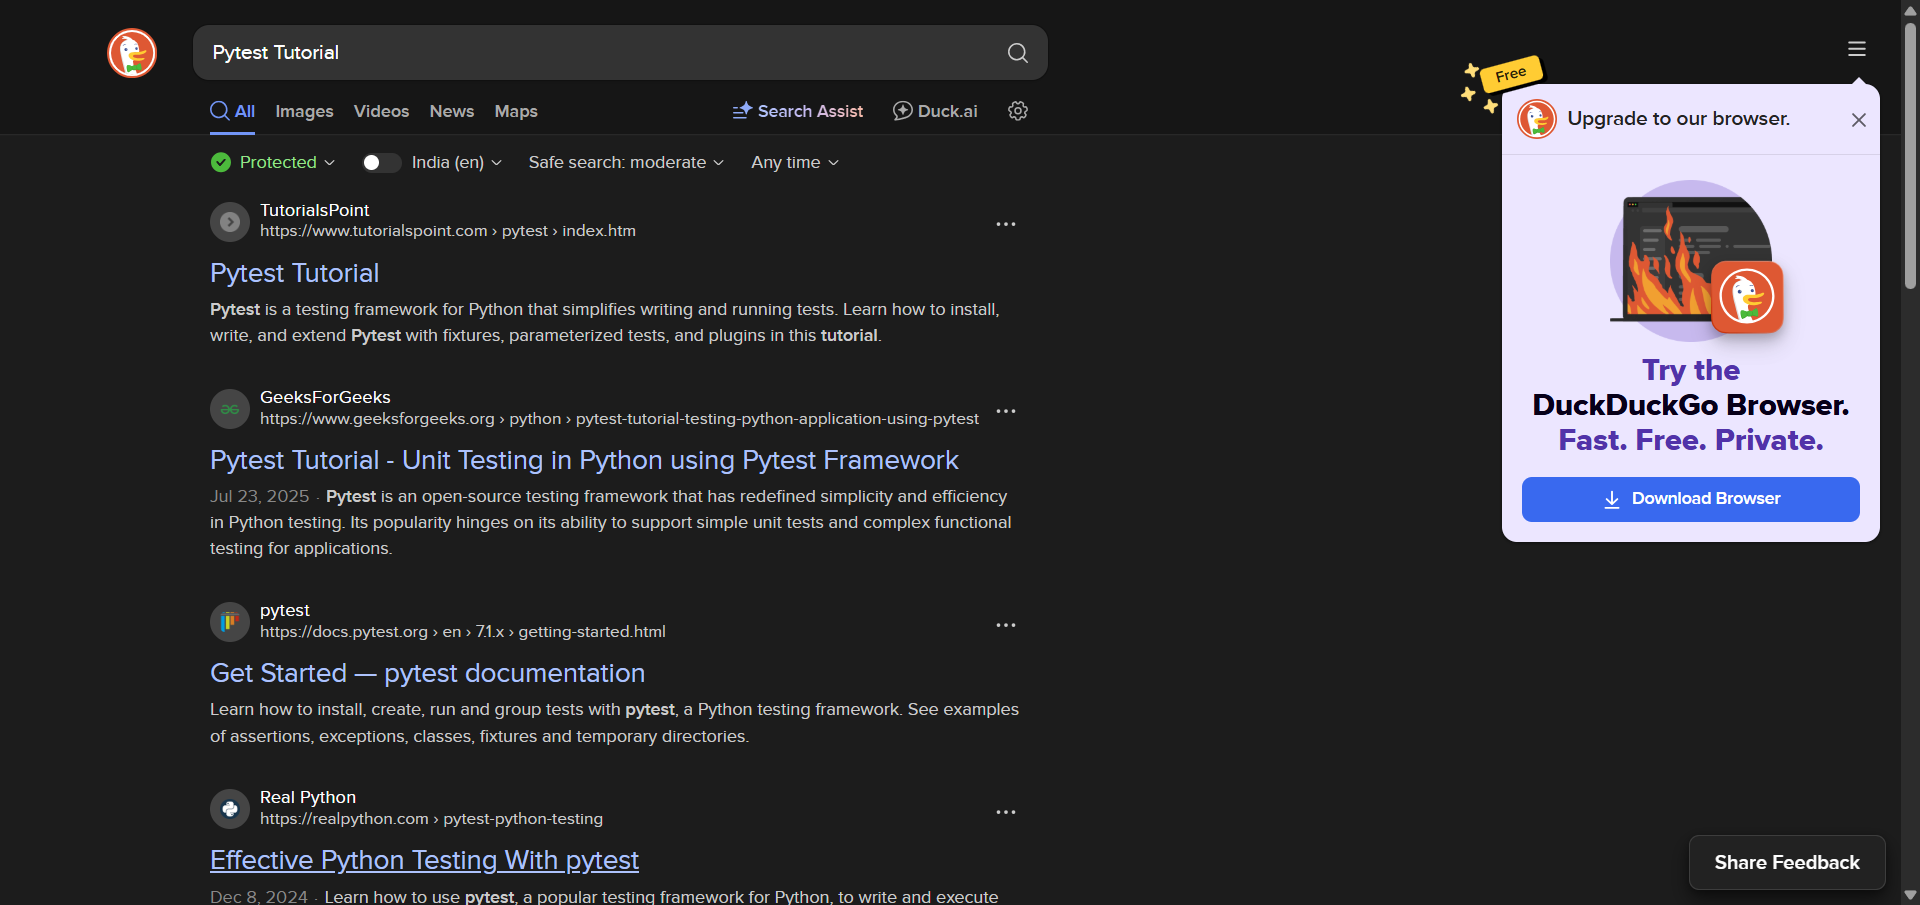 Pytest Tutorial
Free
All Images Videos News Maps Search Assist Duck.ai
Upgrade to our browser.
Protected India (en) Safe search: moderate Any time
TutorialsPoint
https://www.tutorialspoint.com › pytest › index.htm
Pytest Tutorial
Pytest is a testing framework for Python that simplifies writing and running tests. Learn how to install,
write, and extend Pytest with fixtures, parameterized tests, and plugins in this tutorial.
GeeksForGeeks
https://www.geeksforgeeks.org › python › pytest-tutorial-testing-python-application-using-pytest
Pytest Tutorial - Unit Testing in Python using Pytest Framework
Jul 23, 2025 · Pytest is an open-source testing framework that has redefined simplicity and efficiency
in Python testing. Its popularity hinges on its ability to support simple unit tests and complex functional
testing for applications.
pytest
https://docs.pytest.org › en › 7.1.x › getting-started.html
Get Started — pytest documentation
Learn how to install, create, run and group tests with pytest, a Python testing framework. See examples
of assertions, exceptions, classes, fixtures and temporary directories.
Real Python
https://realpython.com › pytest-python-testing
Effective Python Testing With pytest
Dec 8, 2024 · Learn how to use pytest, a popular testing framework for Python, to write and execute
Try the
DuckDuckGo Browser.
Fast. Free. Private.
Download Browser
Share Feedback